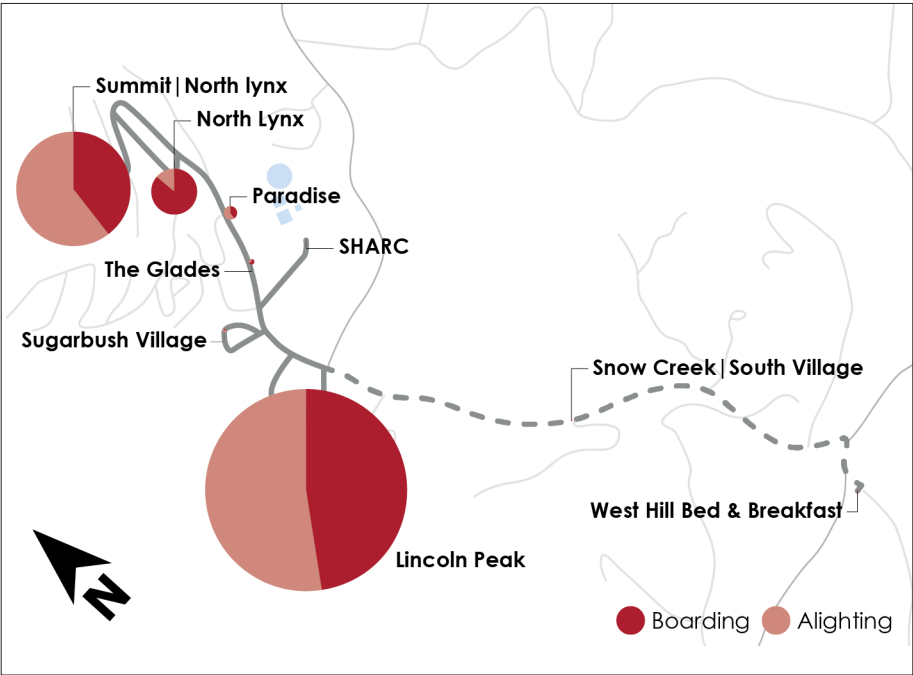 Summit|North lynx
North Lynx
Paradise
SHARC
The Glades
Sugarbush Village
Snow Creek|South Village
West Hill Bed & Breakfast
Lincoln Peak
N
Boarding
Alighting